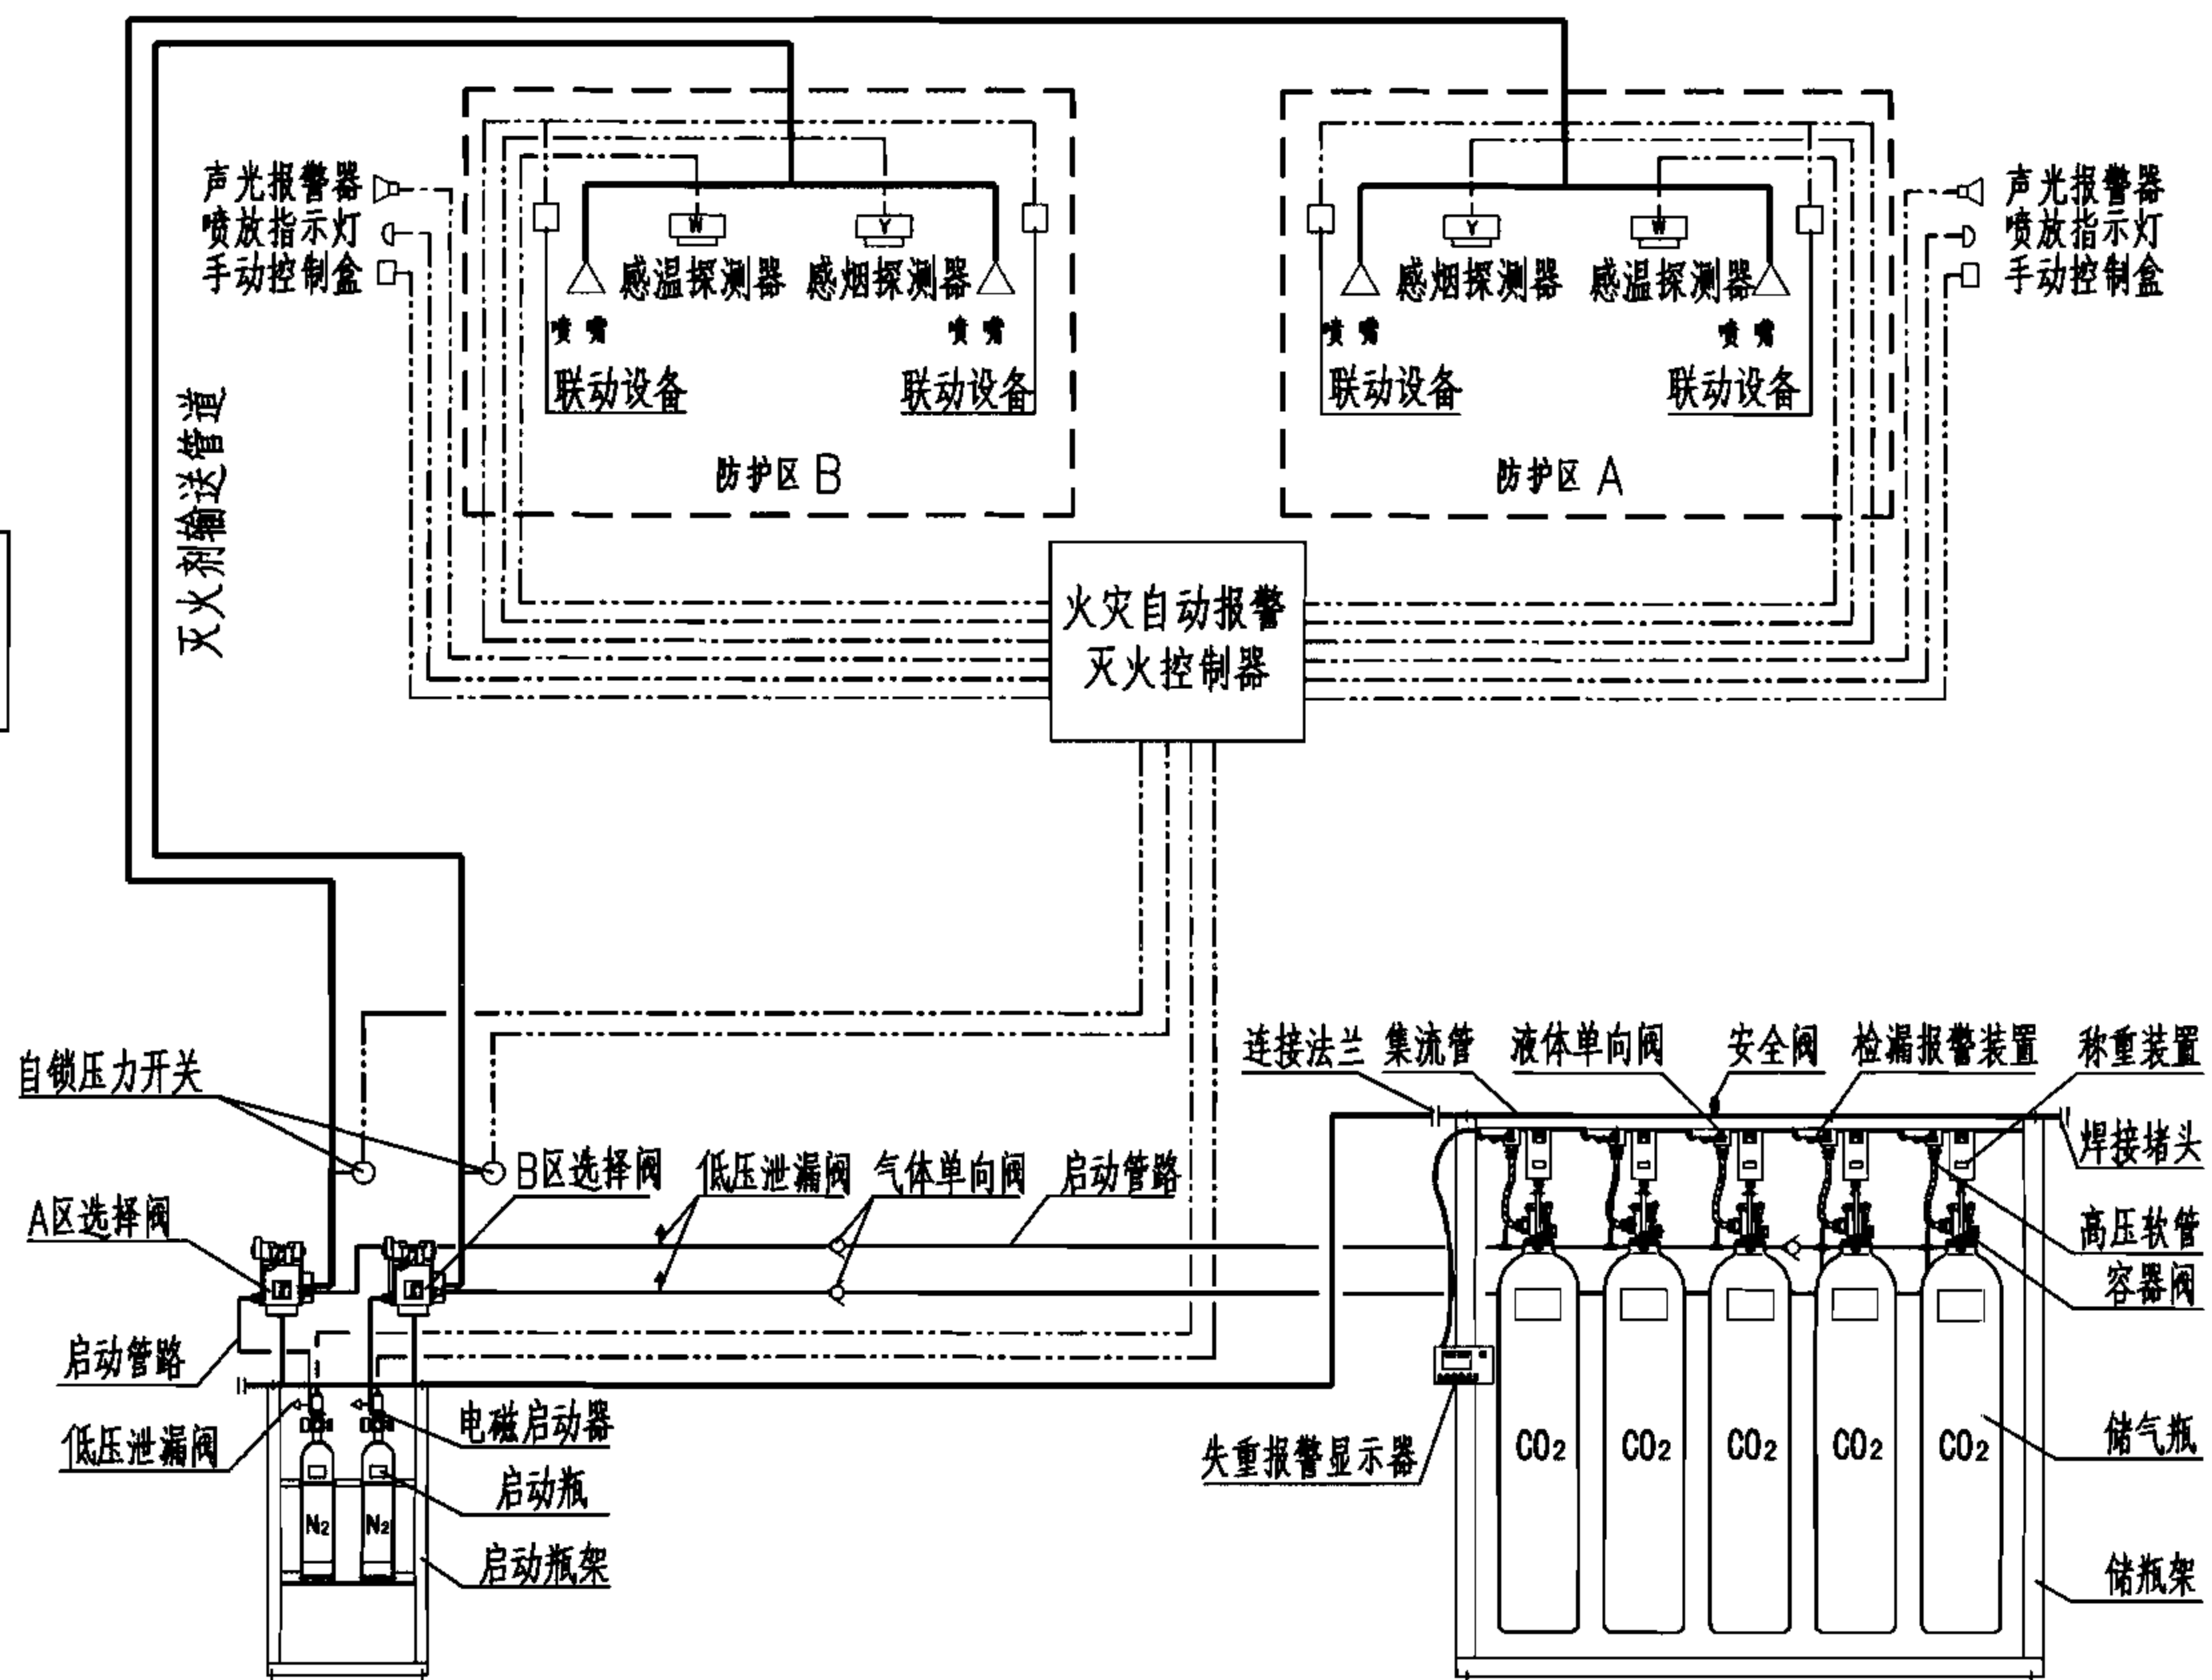 声光报警器
喷放指示灯
手动控制盒
W
Y
感温探测器
感烟探测器
喷嘴
喷嘴
联动设备
联动设备
防护区 B
Y
W
感烟探测器
感温探测器
喷嘴
喷嘴
联动设备
联动设备
防护区 A
声光报警器
喷放指示灯
手动控制盒
灭火剂输送管道
火灾自动报警
灭火控制器
自锁压力开关
A区选择阀
B区选择阀
低压泄漏阀
气体单向阀
启动管路
连接法兰
集流管
液体单向阀
安全阀
检漏报警装置
称重装置
焊接堵头
高压软管
容器阀
启动管路
低压泄漏阀
电磁启动器
启动瓶
N2
N2
启动瓶架
失重报警显示器
CO2
CO2
CO2
CO2
CO2
储气瓶
储瓶架